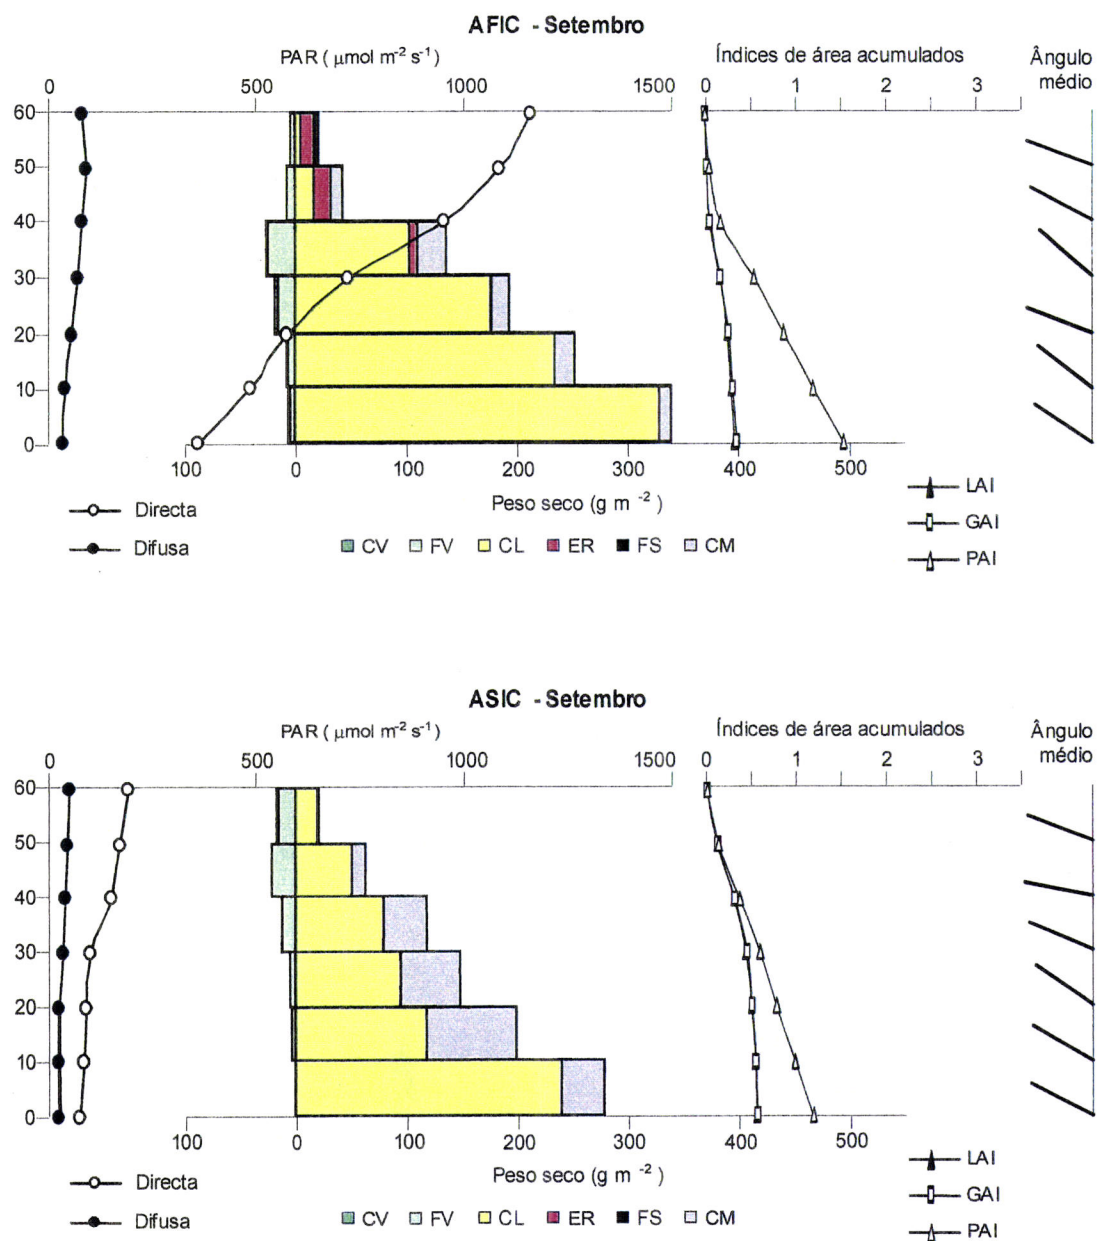 AFIC - Setembro
PAR ( μmol m-2 s-1) Índices de área acumulados Ângulo médio
0 500 1000 1500 0 1 2 3
60
50
40
30
20
10
0
100 0 100 200 300 400 500
Peso seco (g m -2 )
Directa
Difusa
CV FV CL ER FS CM
LAI
GAI
PAI
ASIC - Setembro
PAR ( μmol m-2 s-1) Índices de área acumulados Ângulo médio
0 500 1000 1500 0 1 2 3
60
50
40
30
20
10
0
100 0 100 200 300 400 500
Peso seco (g m -2 )
Directa
Difusa
CV FV CL ER FS CM
LAI
GAI
PAI